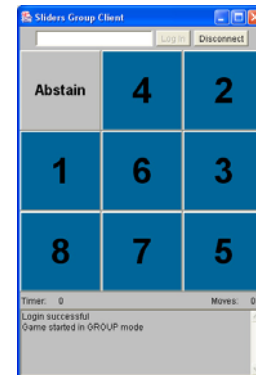 Sliders Group Client
Log in Disconnect
Abstain 4 2
1 6 3
8 7 5
Timer: 0 Moves: 0
Login successful
Game started in GROUP mode